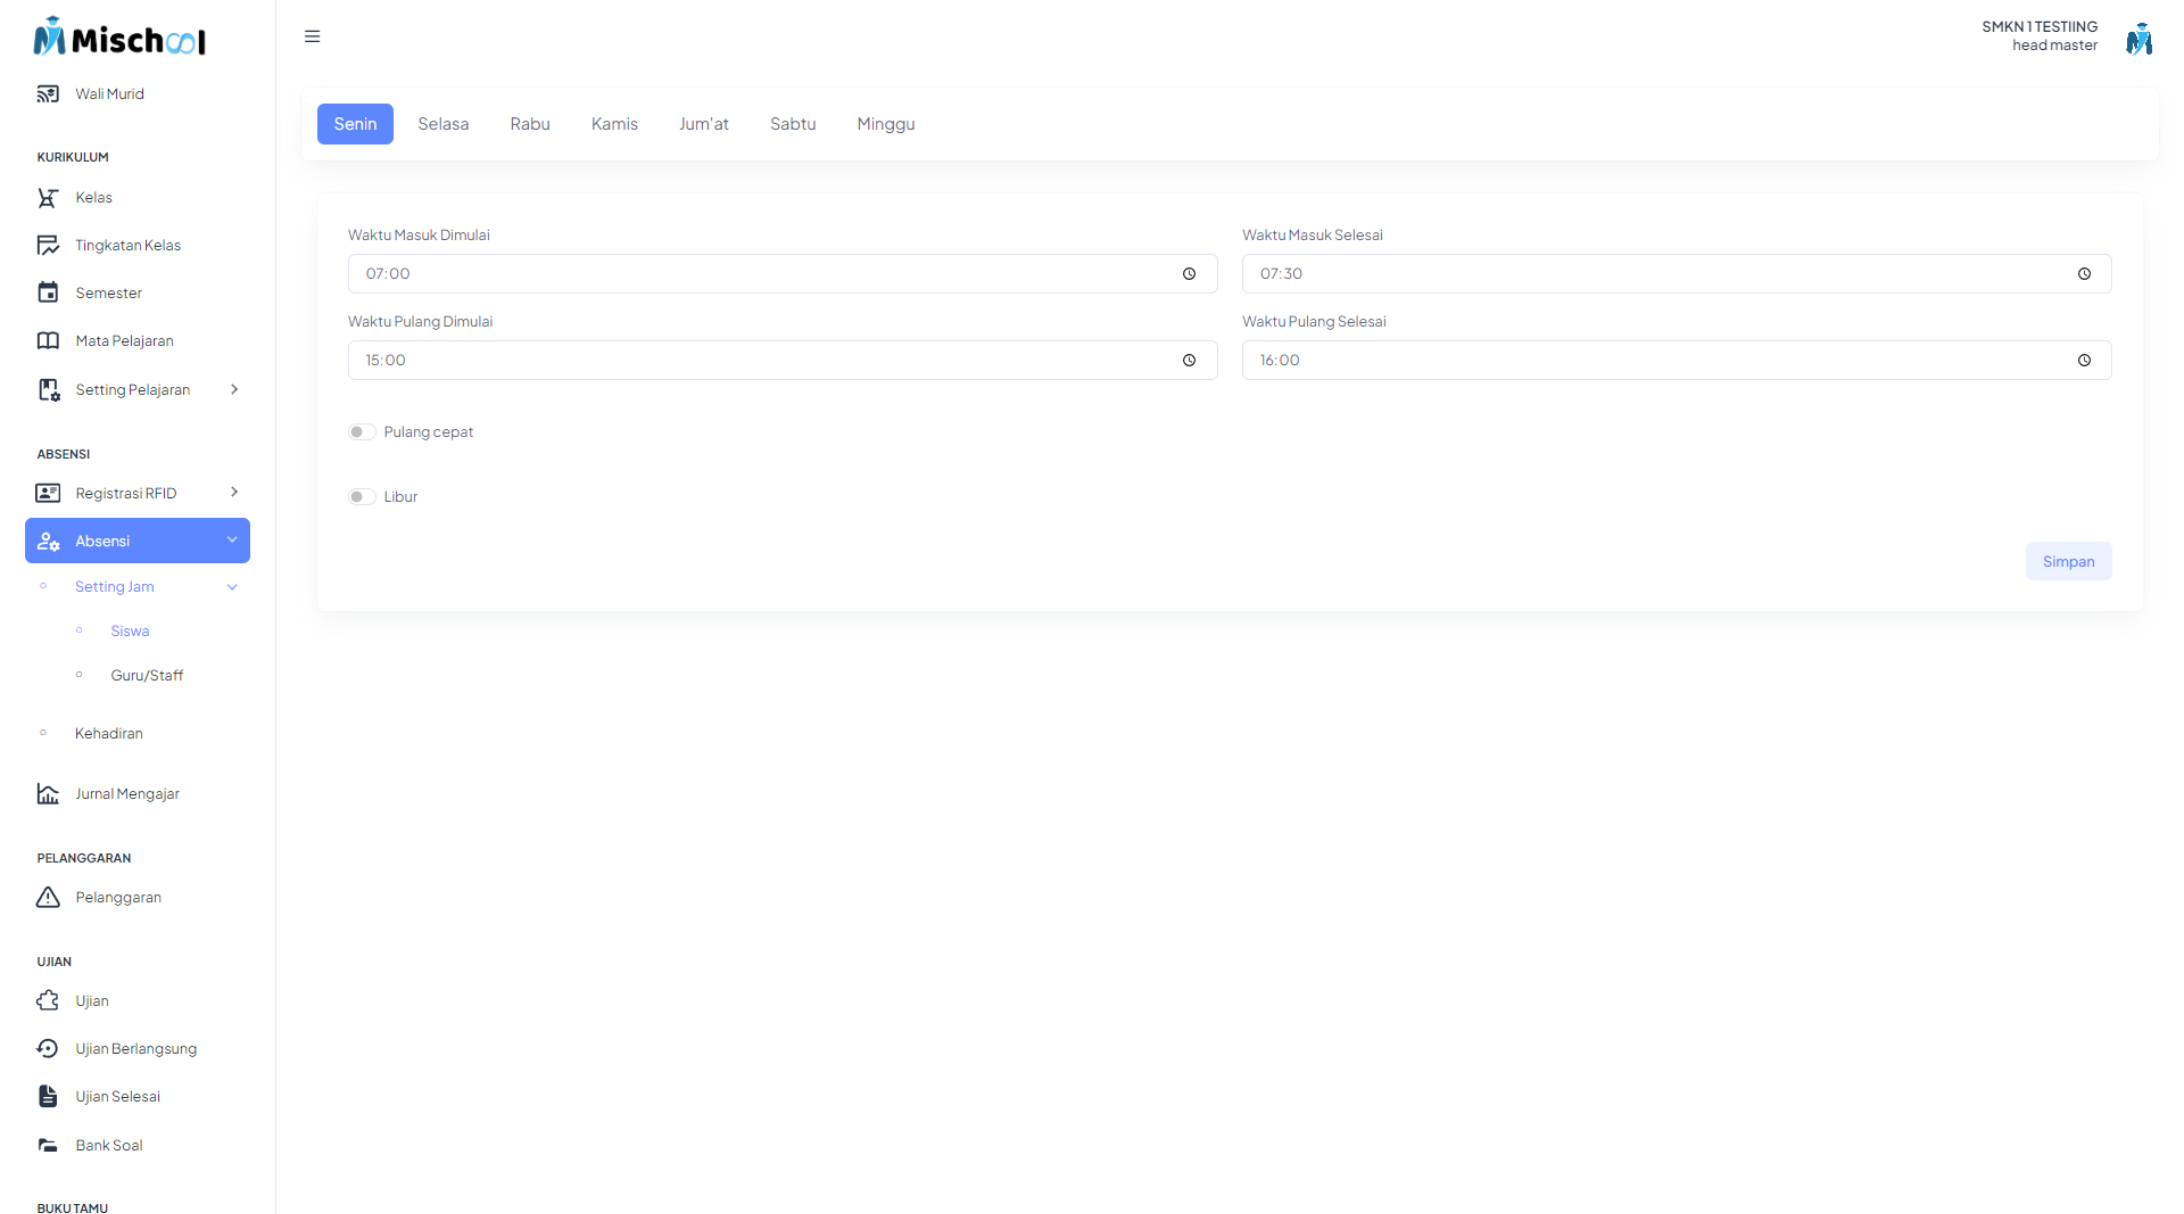 Mischool
SMKN 1 TESTIING
head master
Wali Murid
KURIKULUM
Kelas
Tingkatan Kelas
Semester
Mata Pelajaran
Setting Pelajaran
ABSENSI
Registrasi RFID
Absensi
Setting Jam
Siswa
Guru/Staff
Kehadiran
Jurnal Mengajar
PELANGGARAN
Pelanggaran
UJIAN
Ujian
Ujian Berlangsung
Ujian Selesai
Bank Soal
BUKU TAMU
Senin Selasa Rabu Kamis Jum'at Sabtu Minggu
Waktu Masuk Dimulai
07:00
Waktu Masuk Selesai
07:30
Waktu Pulang Dimulai
15:00
Waktu Pulang Selesai
16:00
Pulang cepat
Libur
Simpan